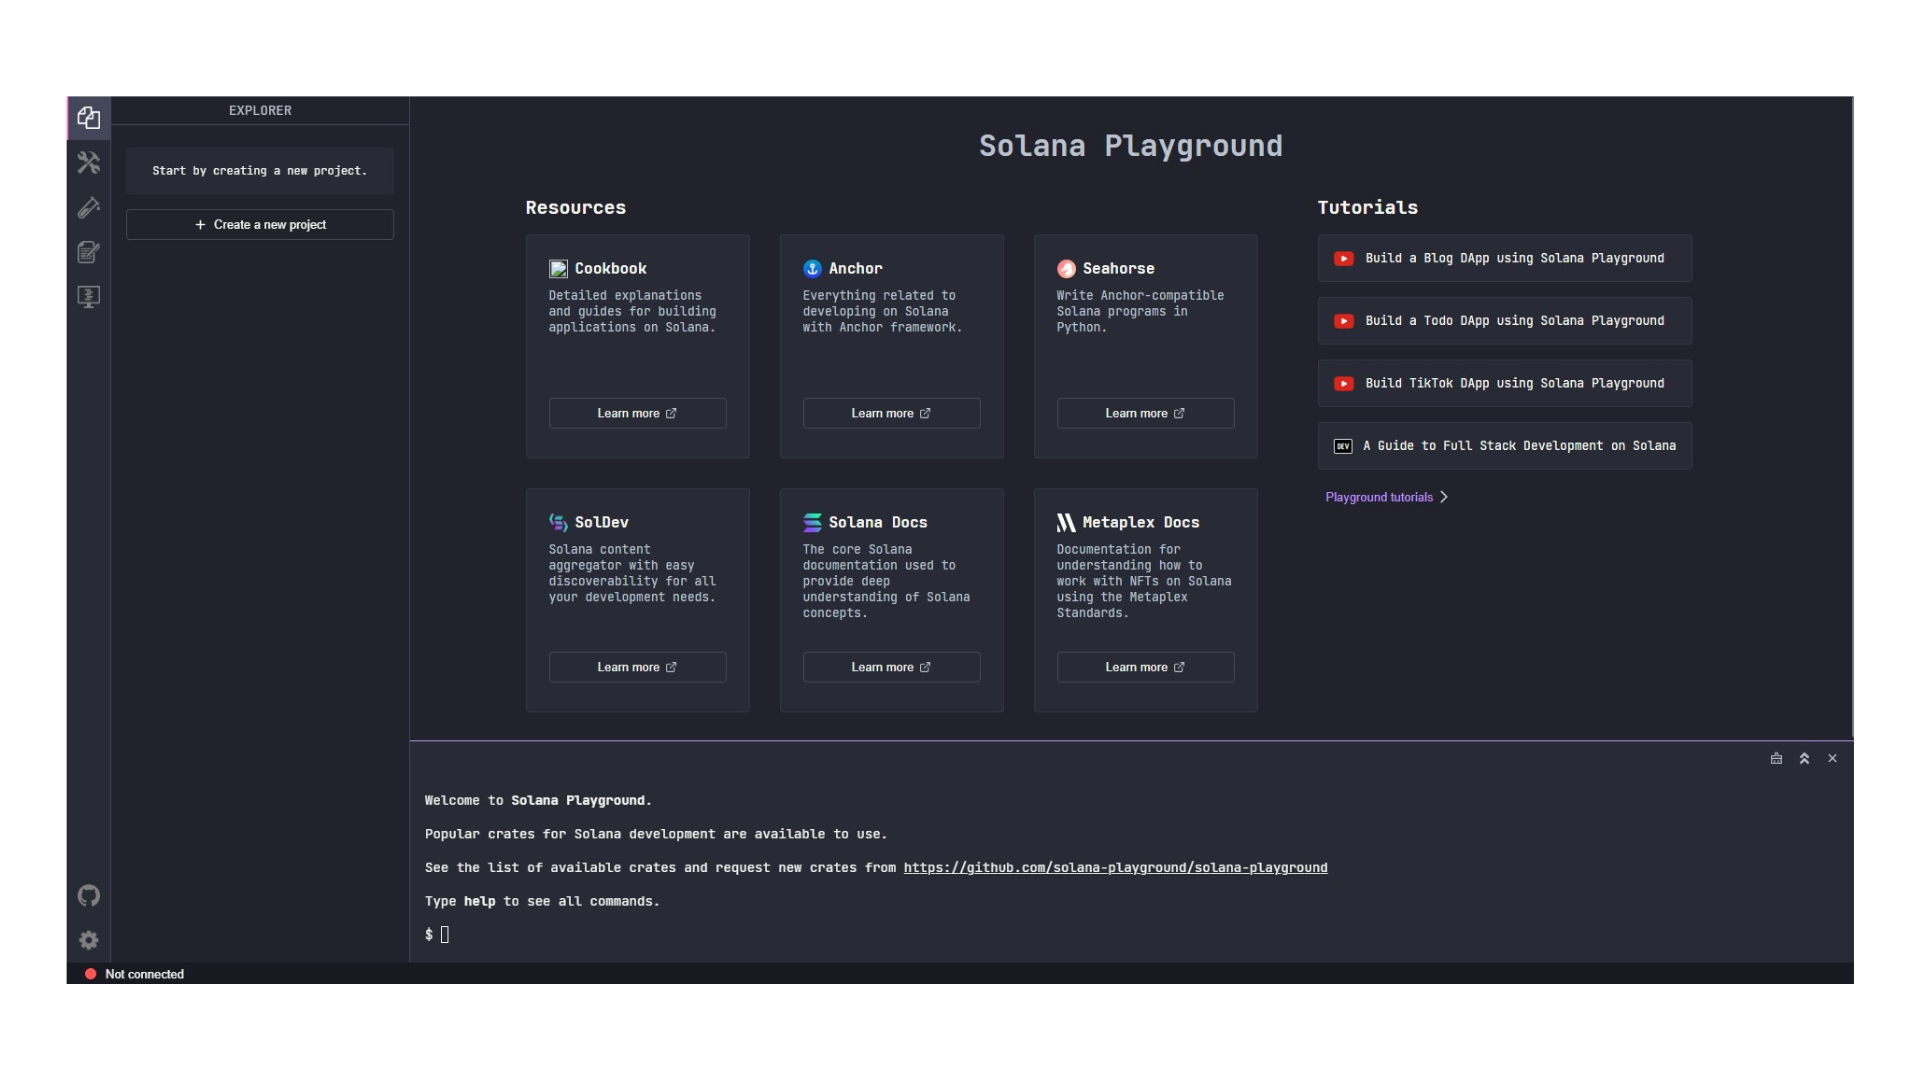 EXPLORER
Start by creating a new project.
+ Create a new project
Solana Playground
Resources
Cookbook
Detailed explanations
and guides for building
applications on Solana.
Learn more
Anchor
Everything related to
developing on Solana
with Anchor framework.
Learn more
Seahorse
Write Anchor-compatible
Solana programs in
Python.
Learn more
SolDev
Solana content
aggregator with easy
discoverability for all
your development needs.
Learn more
Solana Docs
The core Solana
documentation used to
provide deep
understanding of Solana
concepts.
Learn more
Metaplex Docs
Documentation for
understanding how to
work with NFTs on Solana
using the Metaplex
Standards.
Learn more
Tutorials
Build a Blog DApp using Solana Playground
Build a Todo DApp using Solana Playground
Build TikTok DApp using Solana Playground
DEV A Guide to Full Stack Development on Solana
Playground tutorials
Welcome to Solana Playground.
Popular crates for Solana development are available to use.
See the list of available crates and request new crates from https://github.com/solana-playground/solana-playground
Type help to see all commands.
$
Not connected